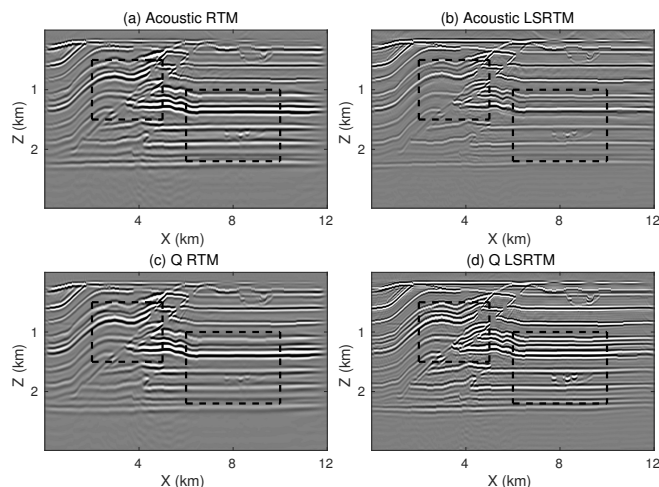 (a) Acoustic RTM
Z (km)
1
2
4
8
12
X (km)
(b) Acoustic LSRTM
Z (km)
1
2
4
8
12
X (km)
(c) Q RTM
Z (km)
1
2
4
8
12
X (km)
(d) Q LSRTM
Z (km)
1
2
4
8
12
X (km)